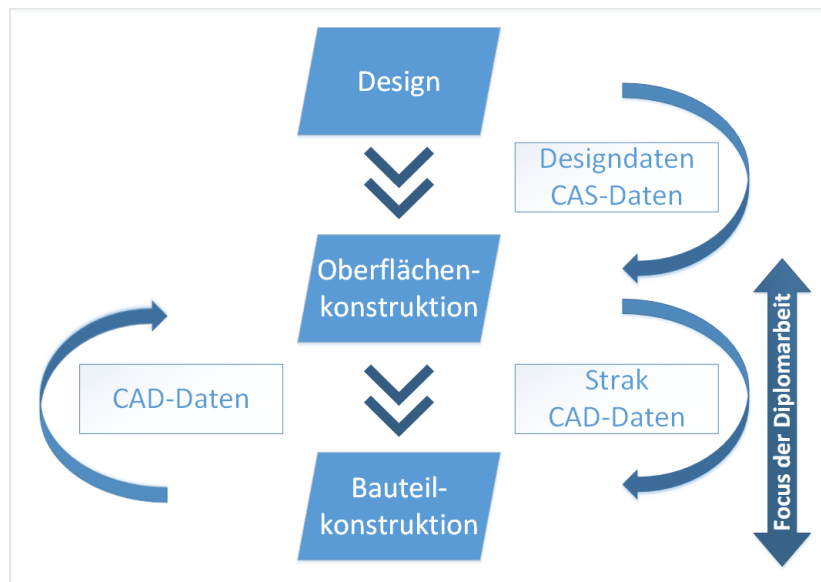 Design
Designdaten
CAS-Daten
Oberflächen-
konstruktion
CAD-Daten
Strak
CAD-Daten
Bauteil-
konstruktion
Focus der Diplomarbeit